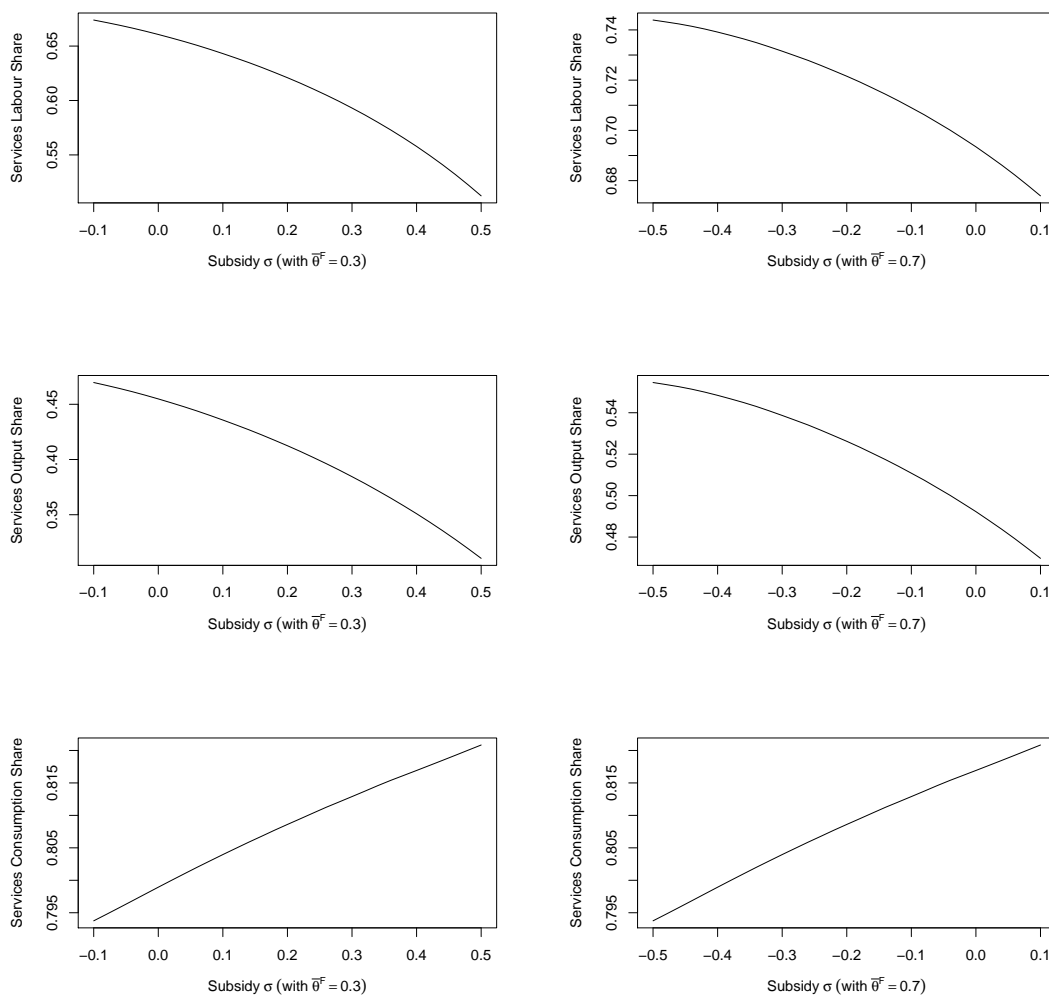 Services Labour Share
0.55 0.60 0.65
−0.1 0.0 0.1 0.2 0.3 0.4 0.5
Subsidy σ (with θ̅ᶠ = 0.3)
Services Labour Share
0.68 0.70 0.72 0.74
−0.5 −0.4 −0.3 −0.2 −0.1 0.0 0.1
Subsidy σ (with θ̅ᶠ = 0.7)
Services Output Share
0.35 0.40 0.45
−0.1 0.0 0.1 0.2 0.3 0.4 0.5
Subsidy σ (with θ̅ᶠ = 0.3)
Services Output Share
0.48 0.50 0.52 0.54
−0.5 −0.4 −0.3 −0.2 −0.1 0.0 0.1
Subsidy σ (with θ̅ᶠ = 0.7)
Services Consumption Share
0.795 0.805 0.815
−0.1 0.0 0.1 0.2 0.3 0.4 0.5
Subsidy σ (with θ̅ᶠ = 0.3)
Services Consumption Share
0.795 0.805 0.815
−0.5 −0.4 −0.3 −0.2 −0.1 0.0 0.1
Subsidy σ (with θ̅ᶠ = 0.7)